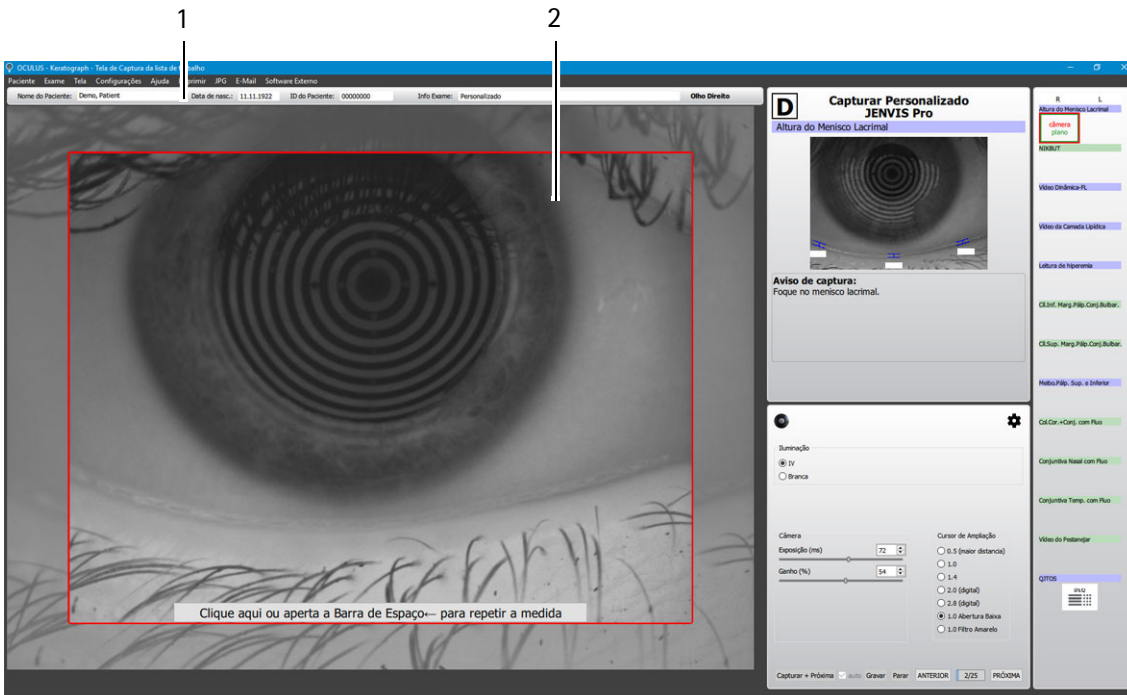 1
2
OCULUS - Keratograph - Tela de Captura da lista de
balho
Paciente Exame Tela Configurações Ajuda
primir JPG E-Mail Software Externo
Nome do Paciente: Demo, Patient Data de nasc.: 11.11.1922 ID do Paciente: 00000000 Info Exame: Personalizado Olho Direito
D
Capturar Personalizado
JENVIS Pro
Altura do Menisco Lacrimal
Aviso de captura:
Foque no menisco lacrimal.
Clique aqui ou aperta a Barra de Espaço← para repetir a medida
Iluminação
IV
Branca
Câmera
Exposição (ms) 72
Ganho (%) 54
Cursor de Ampliação
0.5 (maior distancia)
1.0
1.4
2.0 (digital)
2.8 (digital)
1.0 Abertura Baixa
1.0 Filtro Amarelo
Capturar + Próxima auto Gravar Parar ANTERIOR 2/25 PRÓXIMA
R L
Altura do Menisco Lacrimal
câmera
plano
NIKBUT
Vídeo Dinâmica-FL
Vídeo da Camada Lipídica
Leitura de hiperemia
Cíl.Inf. Marg.Pálp.Conj.Bulbar.
Cíl.Sup. Marg.Pálp.Conj.Bulbar.
Meibo.Pálp. Sup. e Inferior
Col.Cor.+Conj. com Fluo
Conjuntiva Nasal com Fluo
Conjuntiva Temp. com Fluo
Vídeo do Pestanejar
QJTOS